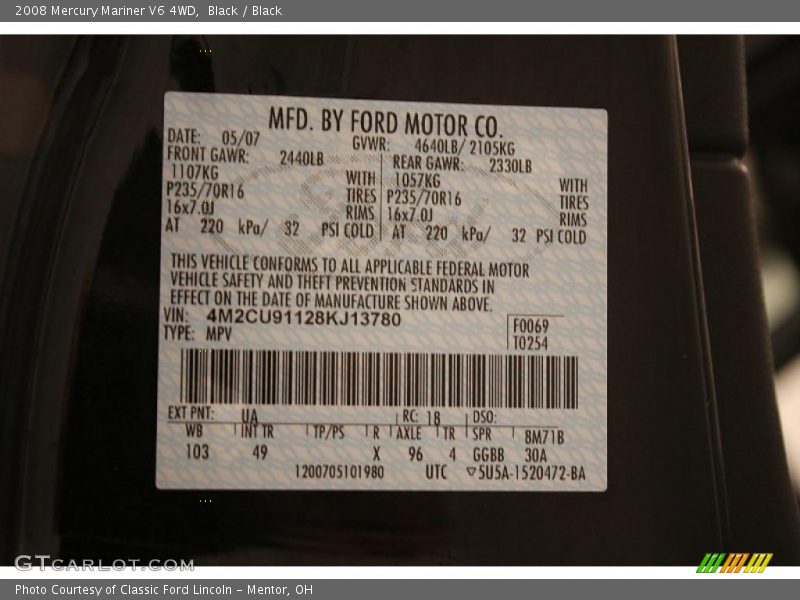 2008 Mercury Mariner V6 4WD, Black / Black
MFD. BY FORD MOTOR CO.
DATE: 05/07 GVWR: 4640LB/ 2105KG
FRONT GAWR: 2440LB REAR GAWR: 2330LB
1107KG WITH 1057KG WITH
P235/70R16 TIRES P235/70R16 TIRES
16x7.0J RIMS 16x7.0J RIMS
AT 220 kPa/ 32 PSI COLD AT 220 kPa/ 32 PSI COLD
THIS VEHICLE CONFORMS TO ALL APPLICABLE FEDERAL MOTOR
VEHICLE SAFETY AND THEFT PREVENTION STANDARDS IN
EFFECT ON THE DATE OF MANUFACTURE SHOWN ABOVE.
VIN: 4M2CU91128KJ13780
TYPE: MPV
F0069
T0254
EXT PNT: UA RC: 18 DSO:
WB INT TR TP/PS R AXLE TR SPR 8M71B
103 49 X 96 4 GGBB 30A
1200705101980 UTC ▽5U5A-1520472-BA
GTCARLOT.COM
Photo Courtesy of Classic Ford Lincoln - Mentor, OH